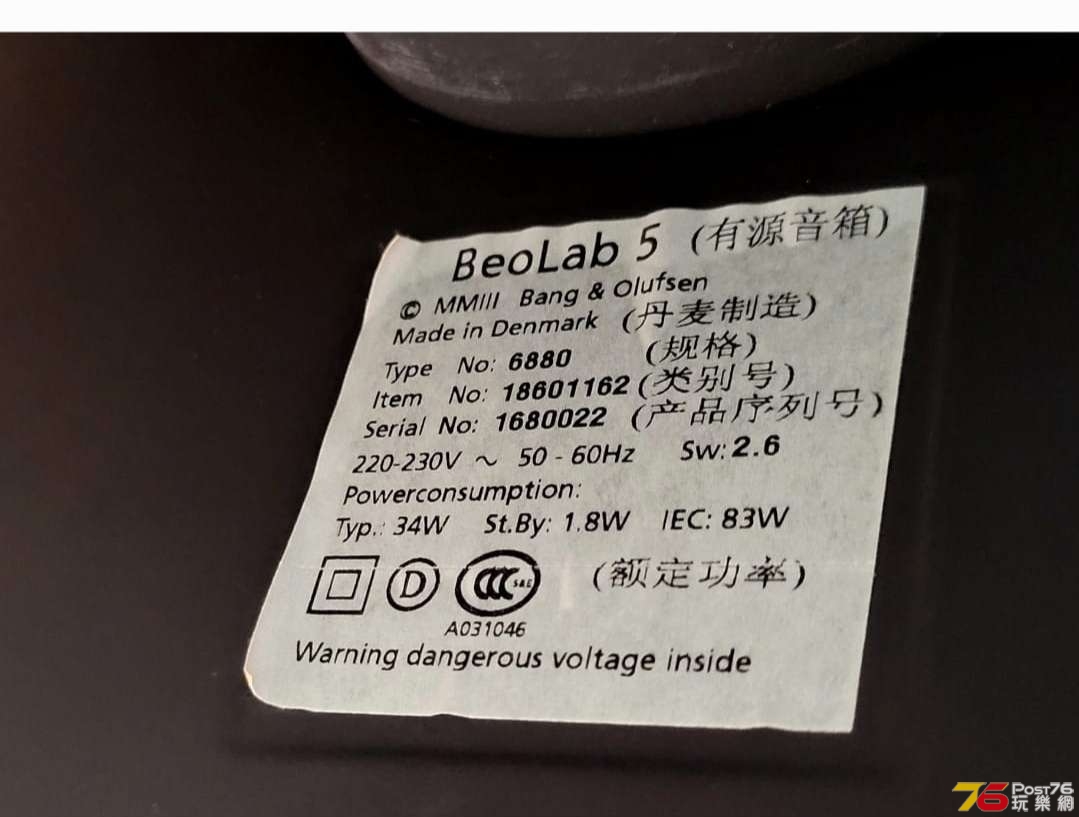 BeoLab 5 (有源音箱)
© MMIII Bang & Olufsen
Made in Denmark (丹麦制造)
Type No: 6880 (规格)
Item No: 18601162 (类别号)
Serial No: 1680022 (产品序列号)
220-230V ~ 50 - 60Hz Sw: 2.6
Powerconsumption:
Typ.: 34W St.By: 1.8W IEC: 83W
D CCC S&E (额定功率)
A031046
Warning dangerous voltage inside
76 Post76
玩樂網